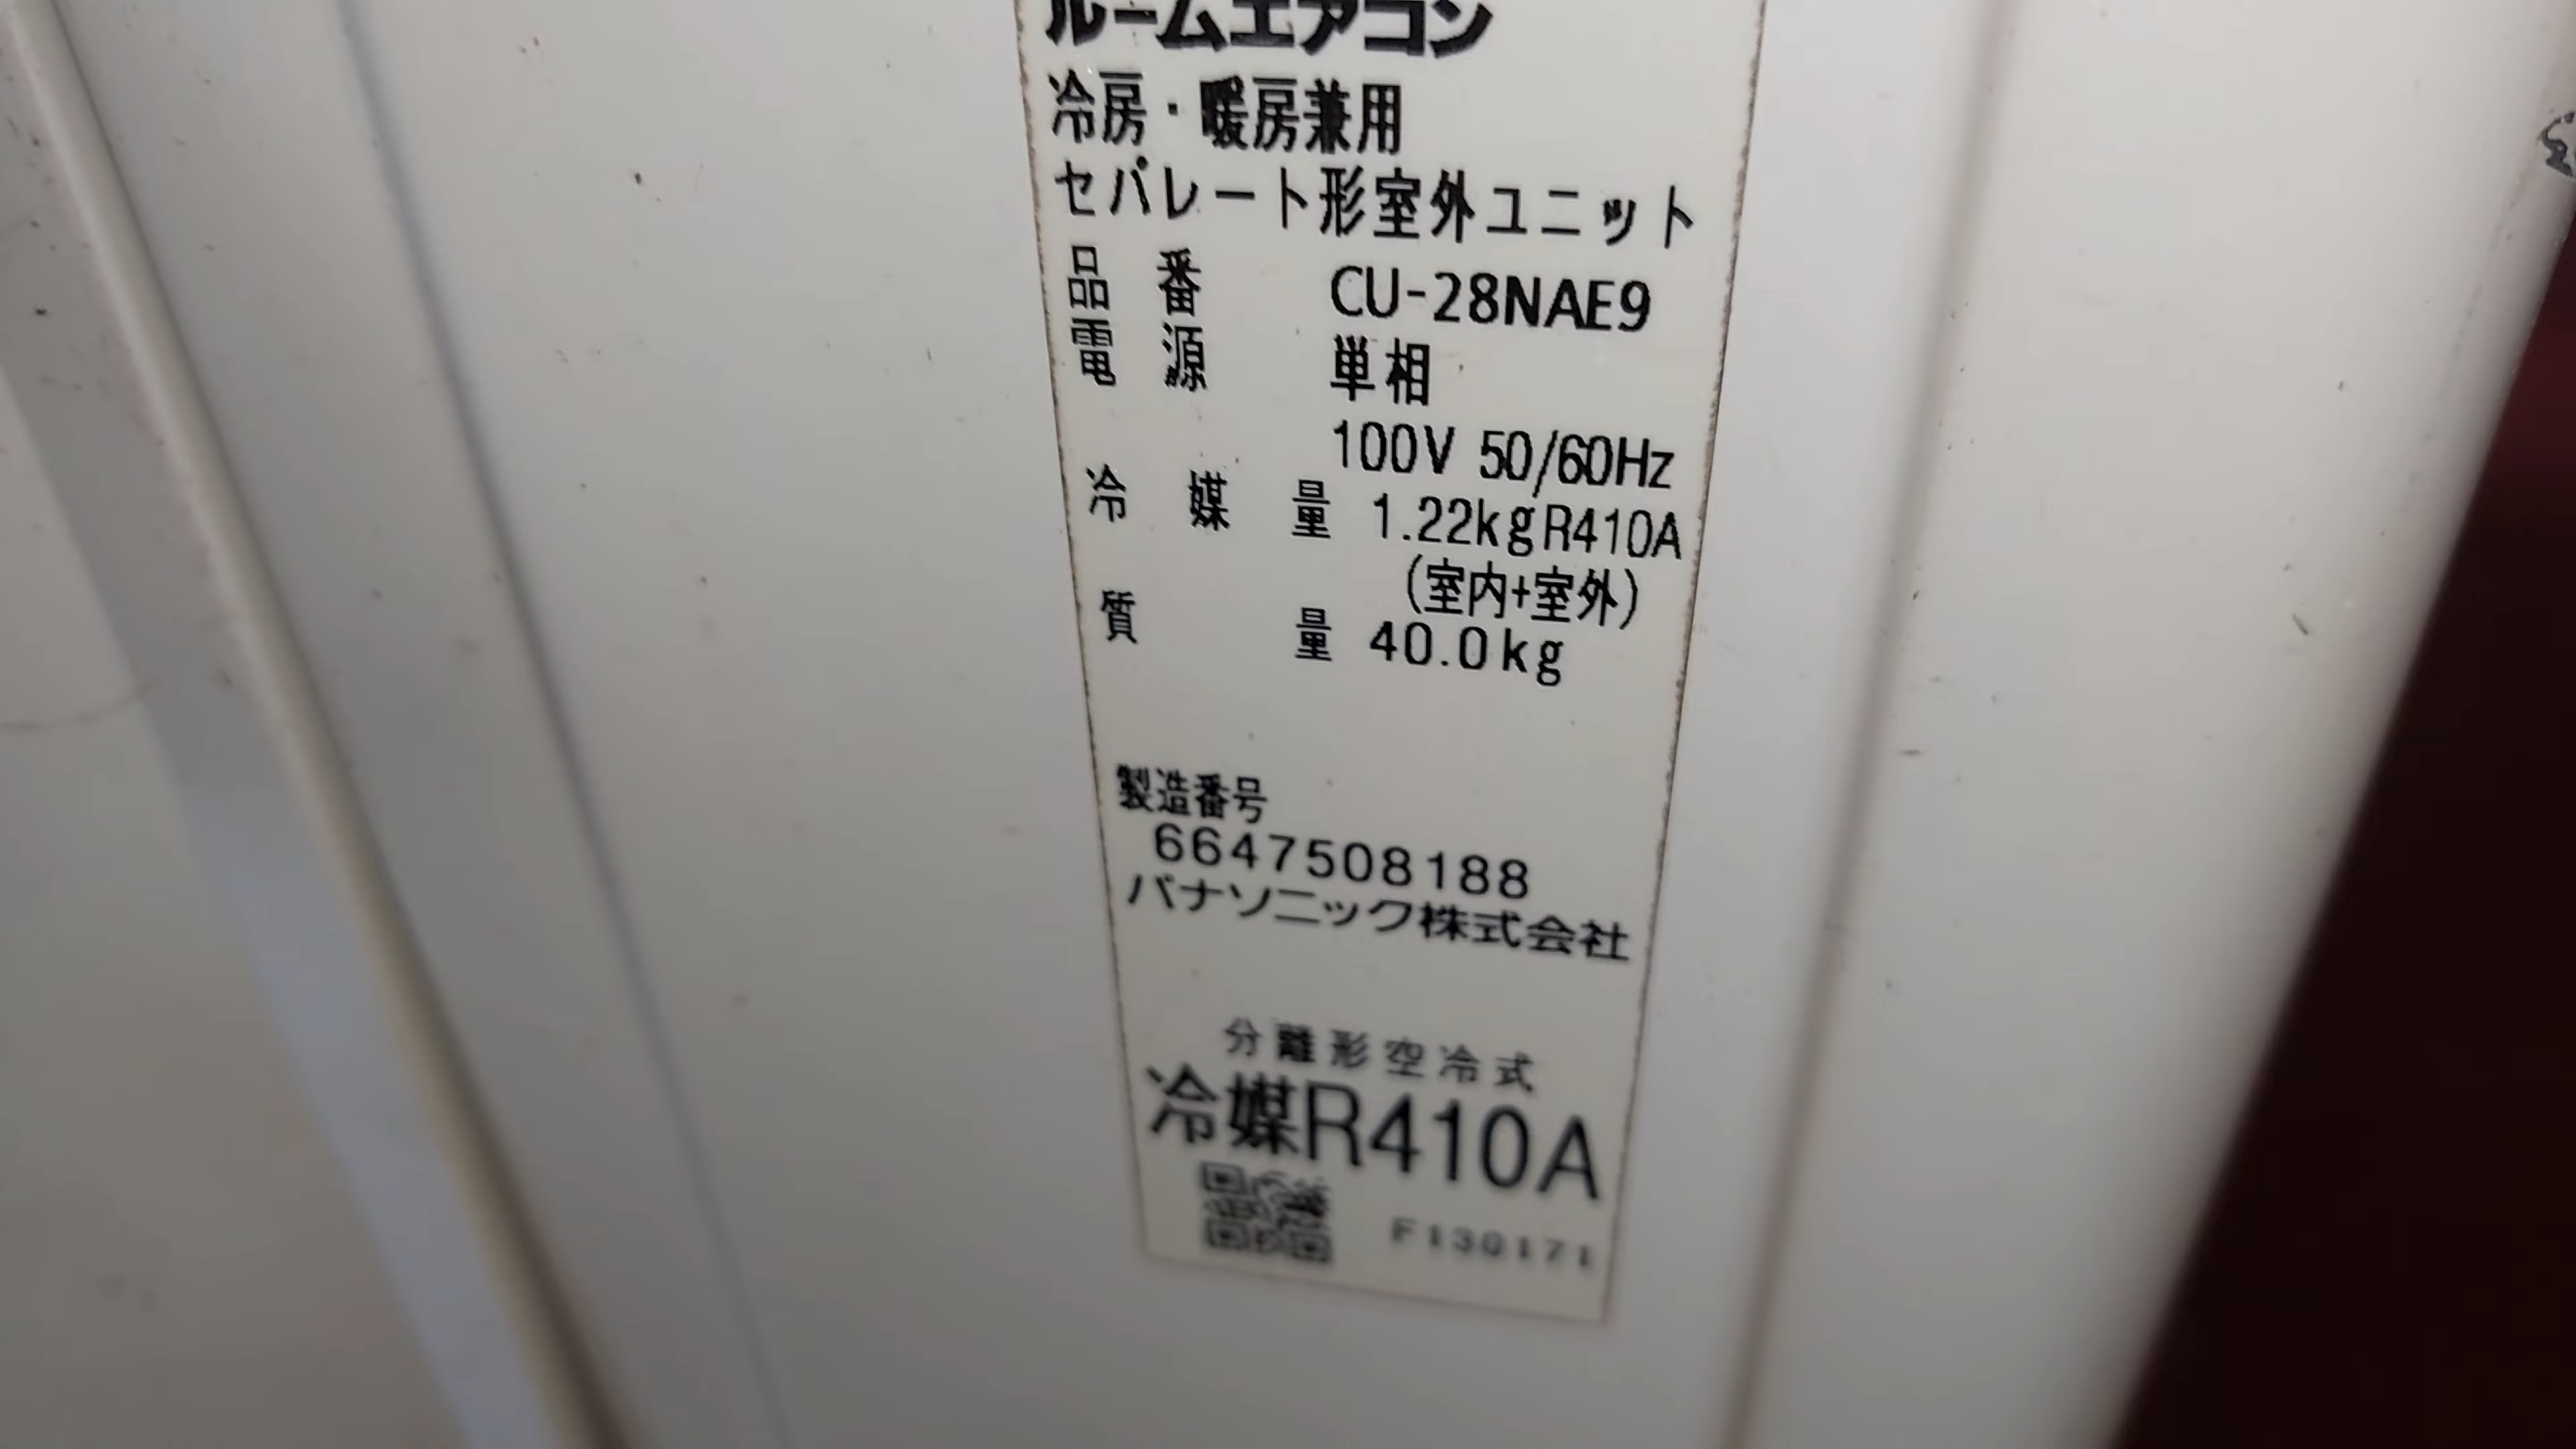 ルームエアコン
冷房・暖房兼用
セパレート形室外ユニット
品番 CU-28NAE9
電源 単相
100V 50/60Hz
冷媒量 1.22kg R410A
(室内+室外)
質量 40.0kg
製造番号
6647508188
パナソニック株式会社
分離形空冷式
冷媒R410A
F130171